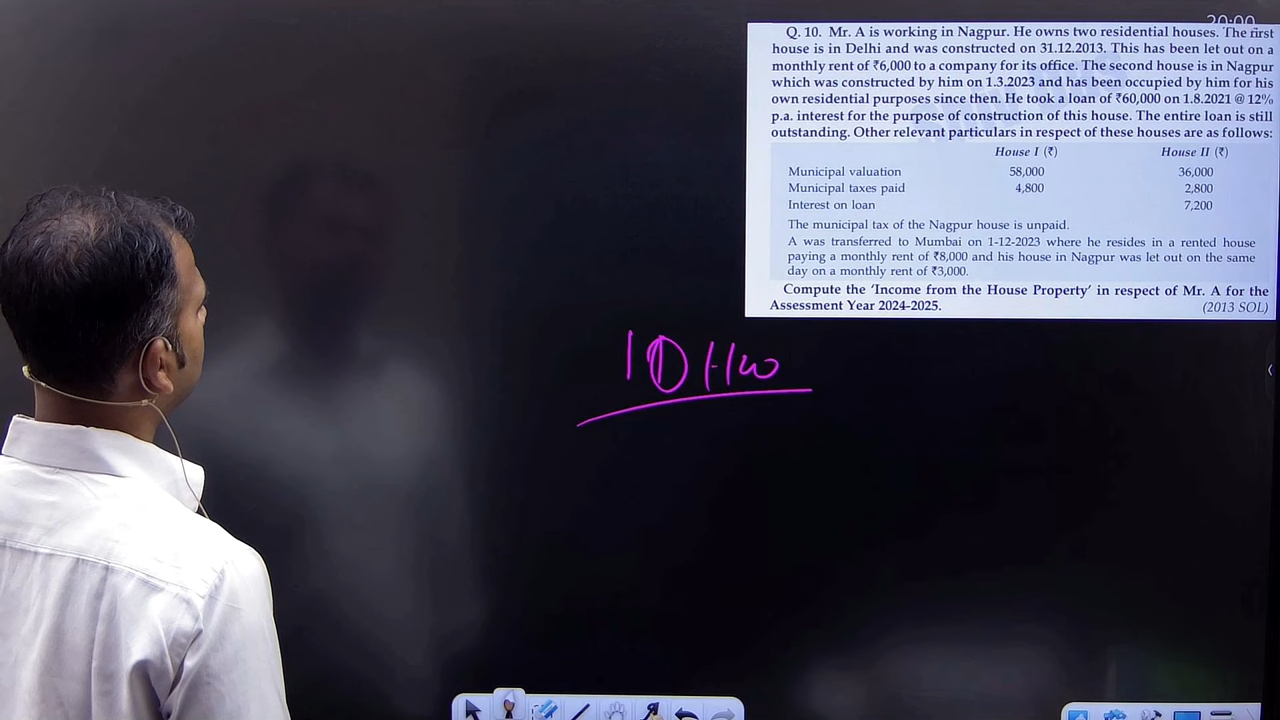 20:00
Q. 10. Mr. A is working in Nagpur. He owns two residential houses. The first
house is in Delhi and was constructed on 31.12.2013. This has been let out on a
monthly rent of ₹6,000 to a company for its office. The second house is in Nagpur
which was constructed by him on 1.3.2023 and has been occupied by him for his
own residential purposes since then. He took a loan of ₹60,000 on 1.8.2021 @ 12%
p.a. interest for the purpose of construction of this house. The entire loan is still
outstanding. Other relevant particulars in respect of these houses are as follows:
House I (₹) House II (₹)
Municipal valuation 58,000 36,000
Municipal taxes paid 4,800 2,800
Interest on loan 7,200
The municipal tax of the Nagpur house is unpaid.
A was transferred to Mumbai on 1-12-2023 where he resides in a rented house
paying a monthly rent of ₹8,000 and his house in Nagpur was let out on the same
day on a monthly rent of ₹3,000.
Compute the ‘Income from the House Property’ in respect of Mr. A for the
Assessment Year 2024-2025. (2013 SOL)
10 Hw